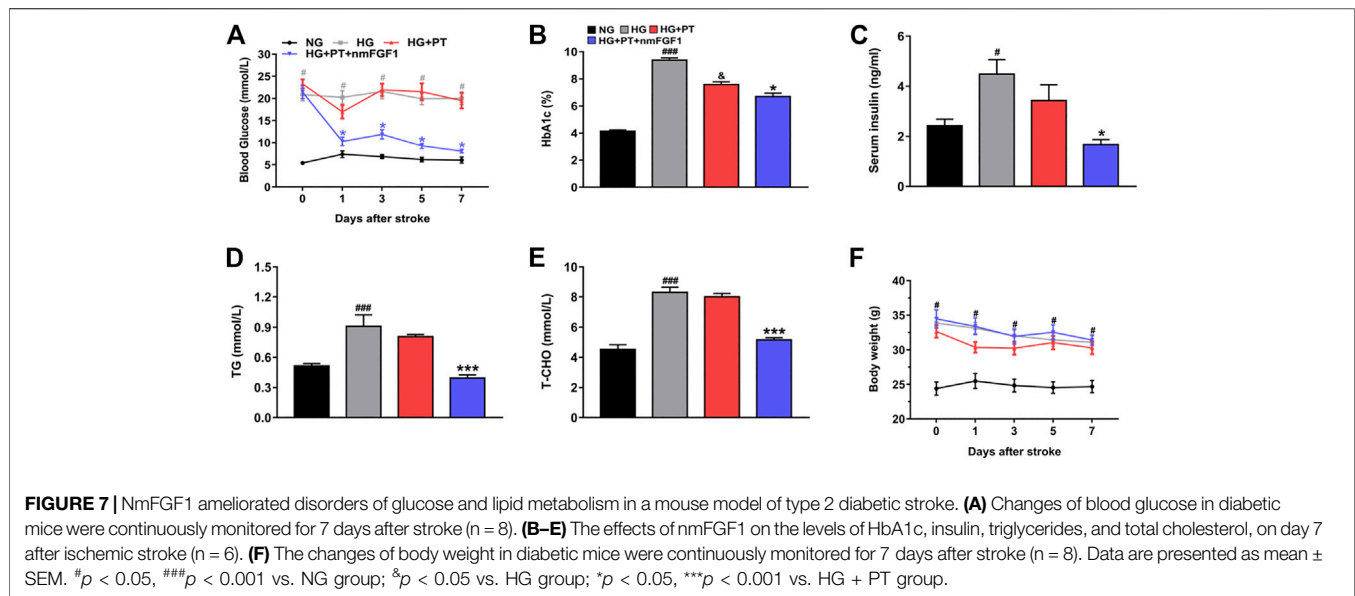 A
NG HG HG+PT
HG+PT+nmFGF1
Blood Glucose (mmol/L)
30
25
20
15
10
5
0
# # # # #
* * * *
0 1 3 5 7
Days after stroke
B
NG HG HG+PT
HG+PT+nmFGF1
HbA1c (%)
10
8
6
4
2
0
###
&
*
C
Serum insulin (ng/ml)
6
4
2
0
#
*
D
TG (mmol/L)
1.5
1.2
0.9
0.6
0.3
0.0
###
***
E
T-CHO (mmol/L)
10
8
6
4
2
0
###
***
F
Body weight (g)
40
35
30
25
20
# # # # #
0 1 3 5 7
Days after stroke
FIGURE 7 | NmFGF1 ameliorated disorders of glucose and lipid metabolism in a mouse model of type 2 diabetic stroke. (A) Changes of blood glucose in diabetic
mice were continuously monitored for 7 days after stroke (n = 8). (B–E) The effects of nmFGF1 on the levels of HbA1c, insulin, triglycerides, and total cholesterol, on day 7
after ischemic stroke (n = 6). (F) The changes of body weight in diabetic mice were continuously monitored for 7 days after stroke (n = 8). Data are presented as mean ±
SEM. #p < 0.05, ###p < 0.001 vs. NG group; &p < 0.05 vs. HG group; *p < 0.05, ***p < 0.001 vs. HG + PT group.